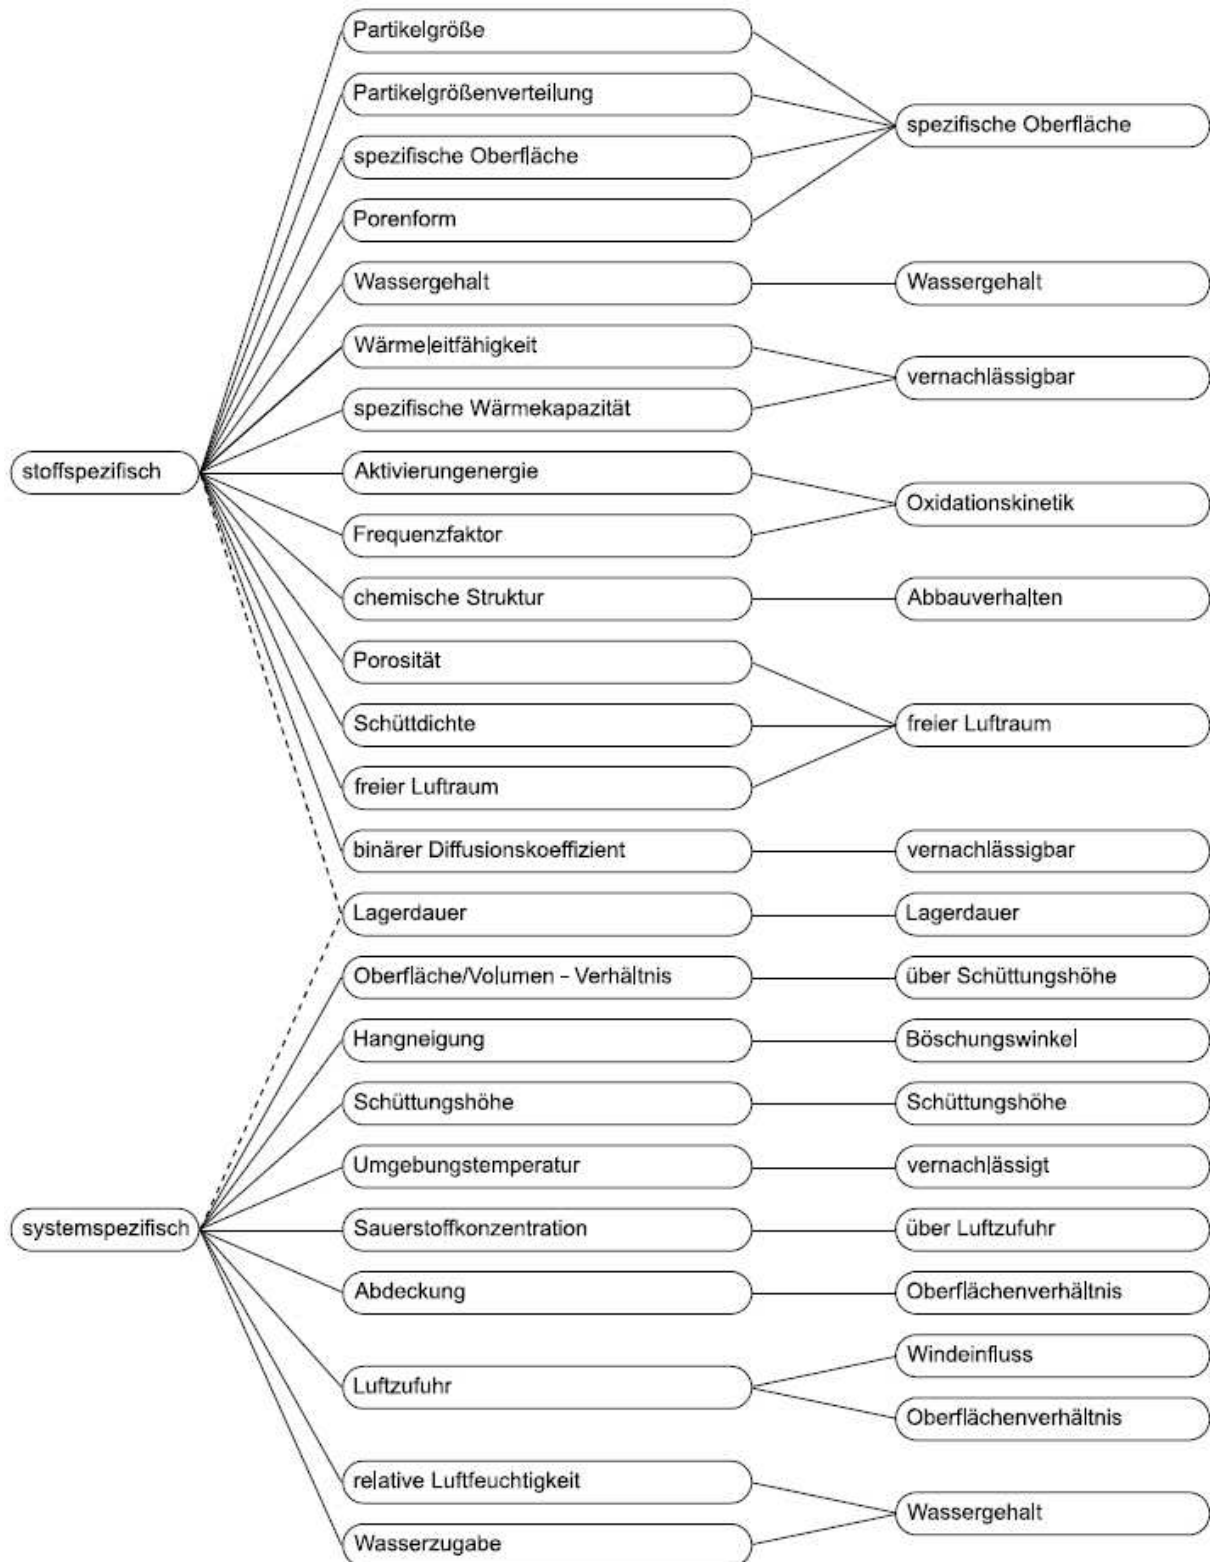 Partikelgröße
Partikelgrößenverteilung
spezifische Oberfläche
spezifische Oberfläche
Porenform
Wassergehalt
Wassergehalt
Wärmeleitfähigkeit
vernachlässigbar
spezifische Wärmekapazität
stoffspezifisch
Aktivierungenergie
Oxidationskinetik
Frequenzfaktor
chemische Struktur
Abbauverhalten
Porosität
Schüttdichte
freier Luftraum
freier Luftraum
binärer Diffusionskoeffizient
vernachlässigbar
Lagerdauer
Lagerdauer
Oberfläche/Volumen - Verhältnis
über Schüttungshöhe
Hangneigung
Böschungswinkel
Schüttungshöhe
Schüttungshöhe
Umgebungstemperatur
vernachlässigt
systemspezifisch
Sauerstoffkonzentration
über Luftzufuhr
Abdeckung
Oberflächenverhältnis
Windeinfluss
Luftzufuhr
Oberflächenverhältnis
relative Luftfeuchtigkeit
Wassergehalt
Wasserzugabe